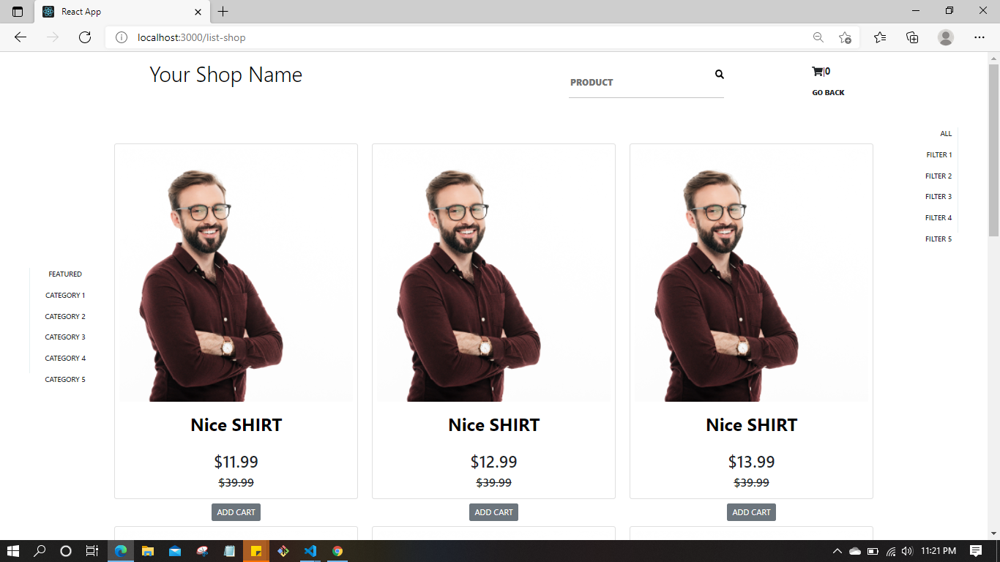 React App
localhost:3000/list-shop
Your Shop Name
PRODUCT
|0
GO BACK
ALL
FILTER 1
FILTER 2
FILTER 3
FILTER 4
FILTER 5
FEATURED
CATEGORY 1
CATEGORY 2
CATEGORY 3
CATEGORY 4
CATEGORY 5
Nice SHIRT
$11.99
$39.99
ADD CART
Nice SHIRT
$12.99
$39.99
ADD CART
Nice SHIRT
$13.99
$39.99
ADD CART
11:21 PM